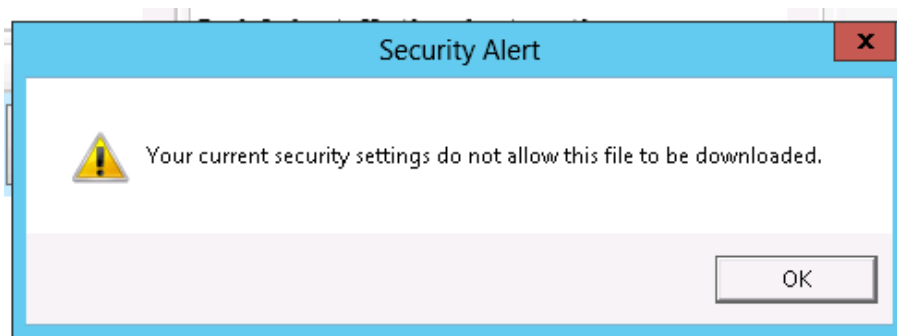 Security Alert
x
Your current security settings do not allow this file to be downloaded.
OK